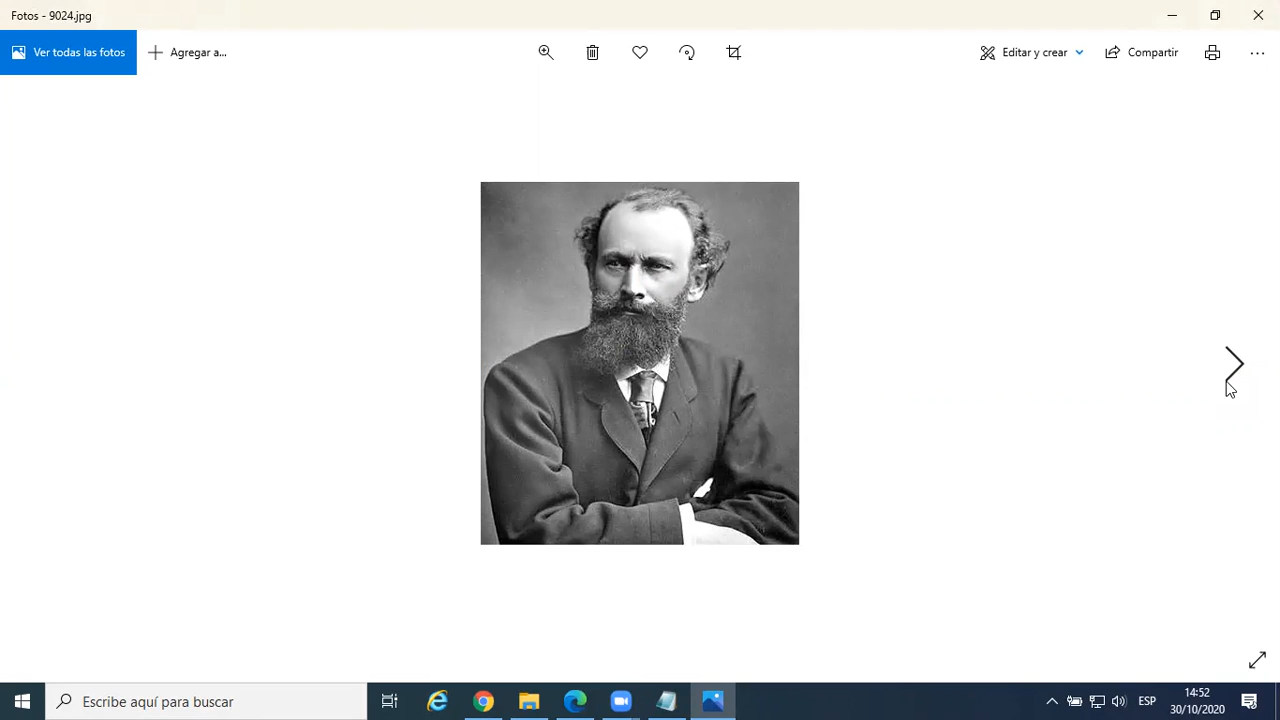 Fotos - 9024.jpg
Ver todas las fotos
Agregar a...
Editar y crear
Compartir
Escribe aquí para buscar
ESP
14:52
30/10/2020